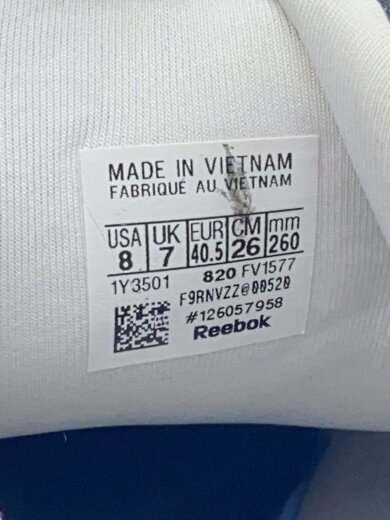 MADE IN VIETNAM
FABRIQUÉ AU VIETNAM
USA UK EUR CM mm
8 7 40.5 26 260
1Y3501 820 FV1577
F9RNVZZ@00520
#126057958
Reebok